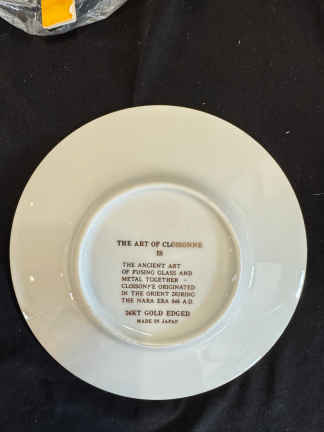 THE ART OF CLOISONNE
IS
THE ANCIENT ART
OF FUSING GLASS AND
METAL TOGETHER -
CLOISONNE ORIGINATED
IN THE ORIENT DURING
THE NARA ERA 646 A.D.
24KT GOLD EDGED
MADE IN JAPAN